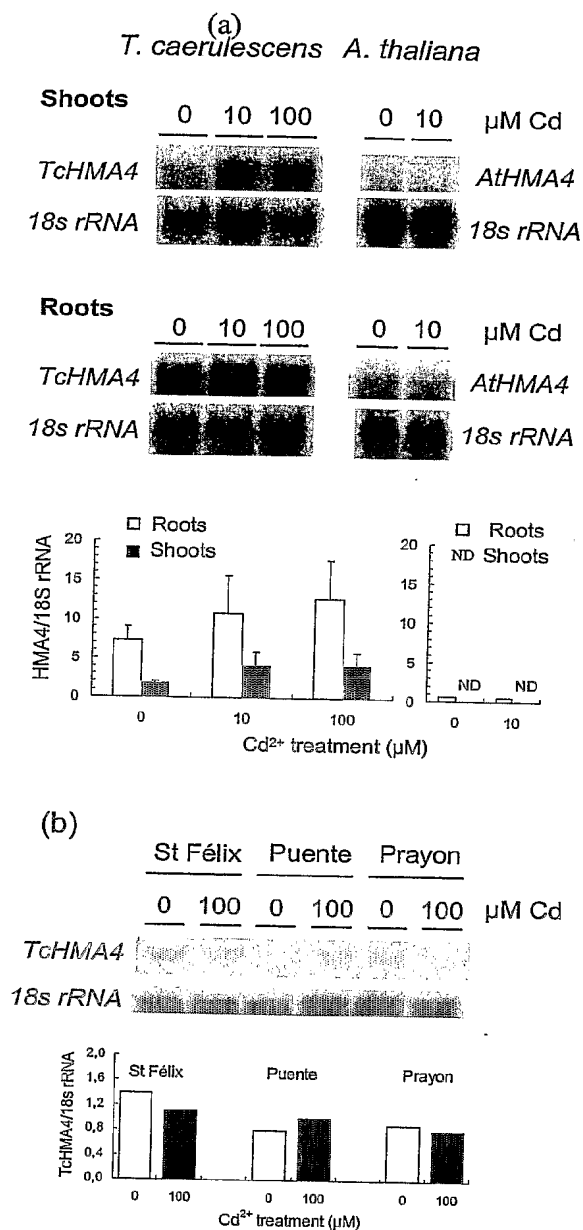 (a)
T. caerulescens A. thaliana
Shoots
0 10 100 0 10 µM Cd
TcHMA4 AtHMA4
18s rRNA 18s rRNA
Roots
0 10 100 0 10 µM Cd
TcHMA4 AtHMA4
18s rRNA 18s rRNA
HMA4/18S rRNA
20
15
10
5
0
Roots
Shoots
0 10 100
20
15
10
5
0
Roots
ND Shoots
ND ND
0 10
Cd²⁺ treatment (µM)
(b)
St Félix Puente Prayon
0 100 0 100 0 100 µM Cd
TcHMA4
18s rRNA
TcHMA4/18s rRNA
2,0
1,6
1,2
0,8
0,4
0,0
St Félix Puente Prayon
0 100 0 100 0 100
Cd²⁺ treatment (µM)